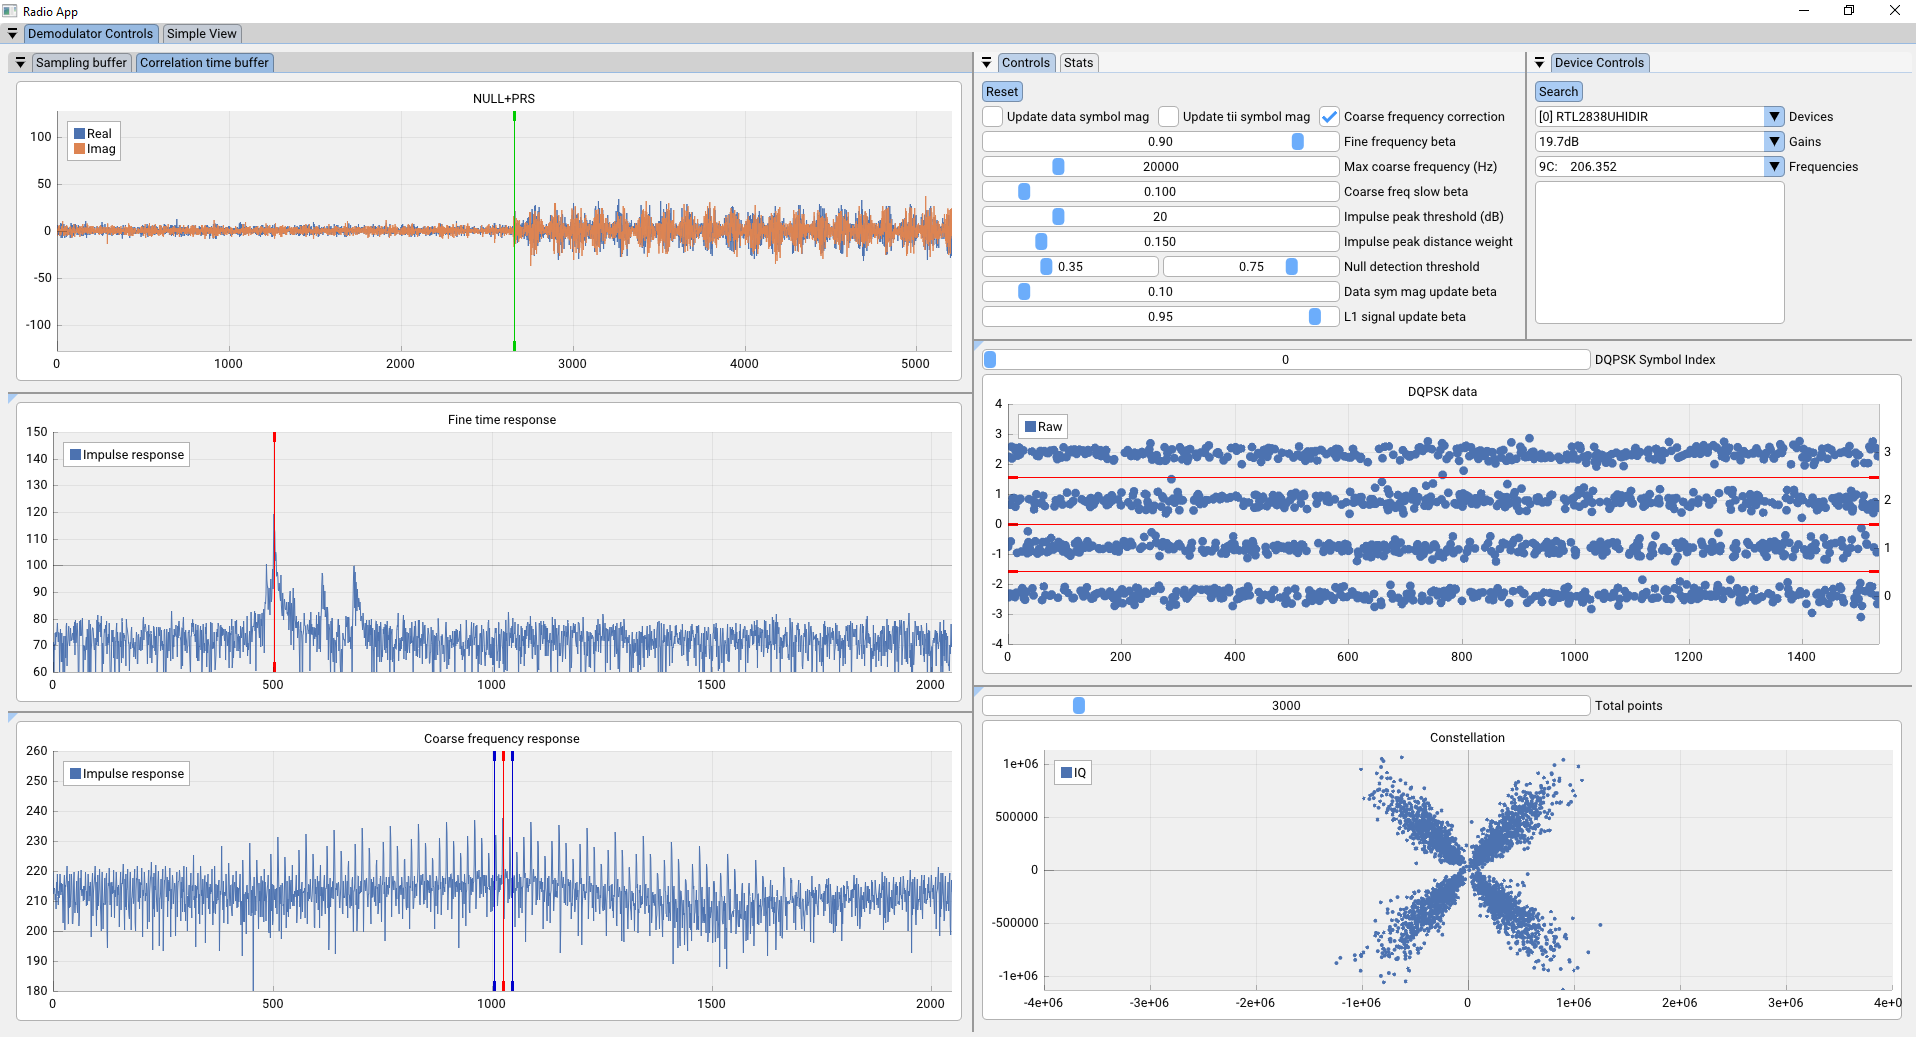 Radio App
Demodulator Controls Simple View
Sampling buffer Correlation time buffer
NULL+PRS
Real
Imag
100
50
0
-50
-100
0 1000 2000 3000 4000 5000
Fine time response
Impulse response
150
140
130
120
110
100
90
80
70
60
0 500 1000 1500 2000
Coarse frequency response
Impulse response
260
250
240
230
220
210
200
190
180
0 500 1000 1500 2000
Controls Stats
Reset
Update data symbol mag Update tii symbol mag Coarse frequency correction
0.90 Fine frequency beta
20000 Max coarse frequency (Hz)
0.100 Coarse freq slow beta
20 Impulse peak threshold (dB)
0.150 Impulse peak distance weight
0.35 0.75 Null detection threshold
0.10 Data sym mag update beta
0.95 L1 signal update beta
Device Controls
Search
[0] RTL2838UHIDIR Devices
19.7dB Gains
9C: 206.352 Frequencies
0 DQPSK Symbol Index
DQPSK data
Raw
4
3
2
1
0
-1
-2
-3
-4
3
2
1
0
0 200 400 600 800 1000 1200 1400
3000 Total points
Constellation
IQ
1e+06
500000
0
-500000
-1e+06
-4e+06 -3e+06 -2e+06 -1e+06 0 1e+06 2e+06 3e+06 4e+0